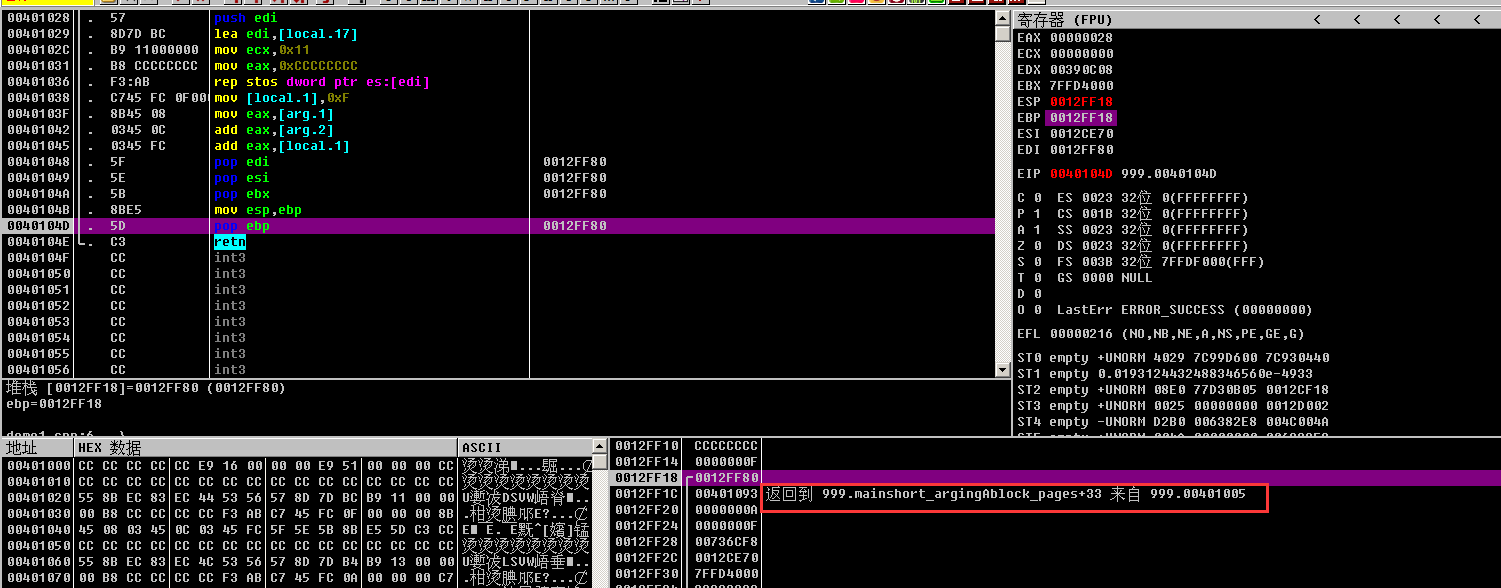 00401028 . 57 push edi
00401029 . 8D7D BC lea edi,[local.17]
0040102C . B9 11000000 mov ecx,0x11
00401031 . B8 CCCCCCCC mov eax,0xCCCCCCCC
00401036 . F3:AB rep stos dword ptr es:[edi]
00401038 . C745 FC 0F00 mov [local.1],0xF
0040103F . 8B45 08 mov eax,[arg.1]
00401042 . 0345 0C add eax,[arg.2]
00401045 . 0345 FC add eax,[local.1]
00401048 . 5F pop edi 0012FF80
00401049 . 5E pop esi 0012FF80
0040104A . 5B pop ebx 0012FF80
0040104B . 8BE5 mov esp,ebp
0040104D . 5D pop ebp 0012FF80
0040104E . C3 retn
0040104F CC int3
00401050 CC int3
00401051 CC int3
00401052 CC int3
00401053 CC int3
00401054 CC int3
00401055 CC int3
00401056 CC int3
堆栈 [0012FF18]=0012FF80 (0012FF80)
ebp=0012FF18
寄存器 (FPU) < < < < <
EAX 00000028
ECX 00000000
EDX 00390C08
EBX 7FFD4000
ESP 0012FF18
EBP 0012FF18
ESI 0012CE70
EDI 0012FF80
EIP 0040104D 999.0040104D
C 0 ES 0023 32位 0(FFFFFFFF)
P 1 CS 001B 32位 0(FFFFFFFF)
A 1 SS 0023 32位 0(FFFFFFFF)
Z 0 DS 0023 32位 0(FFFFFFFF)
S 0 FS 003B 32位 7FFDF000(FFF)
T 0 GS 0000 NULL
D 0
O 0 LastErr ERROR_SUCCESS (00000000)
EFL 00000216 (NO,NB,NE,A,NS,PE,GE,G)
ST0 empty +UNORM 4029 7C99D600 7C930440
ST1 empty 0.0193124432488346560e-4933
ST2 empty +UNORM 08E0 77D30B05 0012CF18
ST3 empty +UNORM 0025 00000000 0012D002
ST4 empty -UNORM D2B0 006382E8 004C004A
地址 HEX 数据 ASCII
00401000 CC CC CC CC CC E9 16 00 00 00 E9 51 00 00 00 CC
00401010 CC CC CC CC CC CC CC CC CC CC CC CC CC CC CC CC 烫烫烫烫烫烫烫烫
00401020 55 8B EC 83 EC 44 53 56 57 8D 7D BC B9 11 00 00
00401030 00 B8 CC CC CC CC F3 AB C7 45 FC 0F 00 00 00 8B
00401040 45 08 03 45 0C 03 45 FC 5F 5E 5B 8B E5 5D C3 CC
00401050 CC CC CC CC CC CC CC CC CC CC CC CC CC CC CC CC 烫烫烫烫烫烫烫烫
00401060 55 8B EC 83 EC 4C 53 56 57 8D 7D B4 B9 13 00 00
00401070 00 B8 CC CC CC CC F3 AB C7 45 FC 0A 00 00 00 C7
0012FF10 CCCCCCCC
0012FF14 0000000F
0012FF18 0012FF80
0012FF1C 00401093 返回到 999.mainshort_argingAblock_pages+33 来自 999.00401005
0012FF20 0000000A
0012FF24 0000000F
0012FF28 00736CF8
0012FF2C 0012CE70
0012FF30 7FFD4000